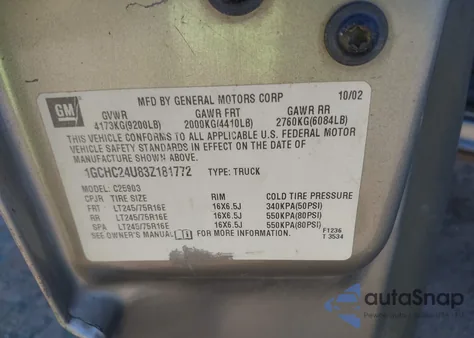 GM
MFD BY GENERAL MOTORS CORP 10/02
GVWR GAWR FRT GAWR RR
4173KG(9200LB) 2000KG(4410LB) 2760KG(6084LB)
THIS VEHICLE CONFORMS TO ALL APPLICABLE U.S. FEDERAL MOTOR
VEHICLE SAFETY STANDARDS IN EFFECT ON THE DATE OF
MANUFACTURE SHOWN ABOVE.
1GCHC24U83Z181772 TYPE: TRUCK
MODEL: C25903
CPJR TIRE SIZE RIM COLD TIRE PRESSURE
FRT LT245/75R16E 16X6.5J 340KPA(50PSI)
RR LT245/75R16E 16X6.5J 550KPA(80PSI)
SPA LT245/75R16E 16X6.5J 550KPA(80PSI)
SEE OWNER'S MANUAL FOR MORE INFORMATION.
F1236
T 3534
autoSnap